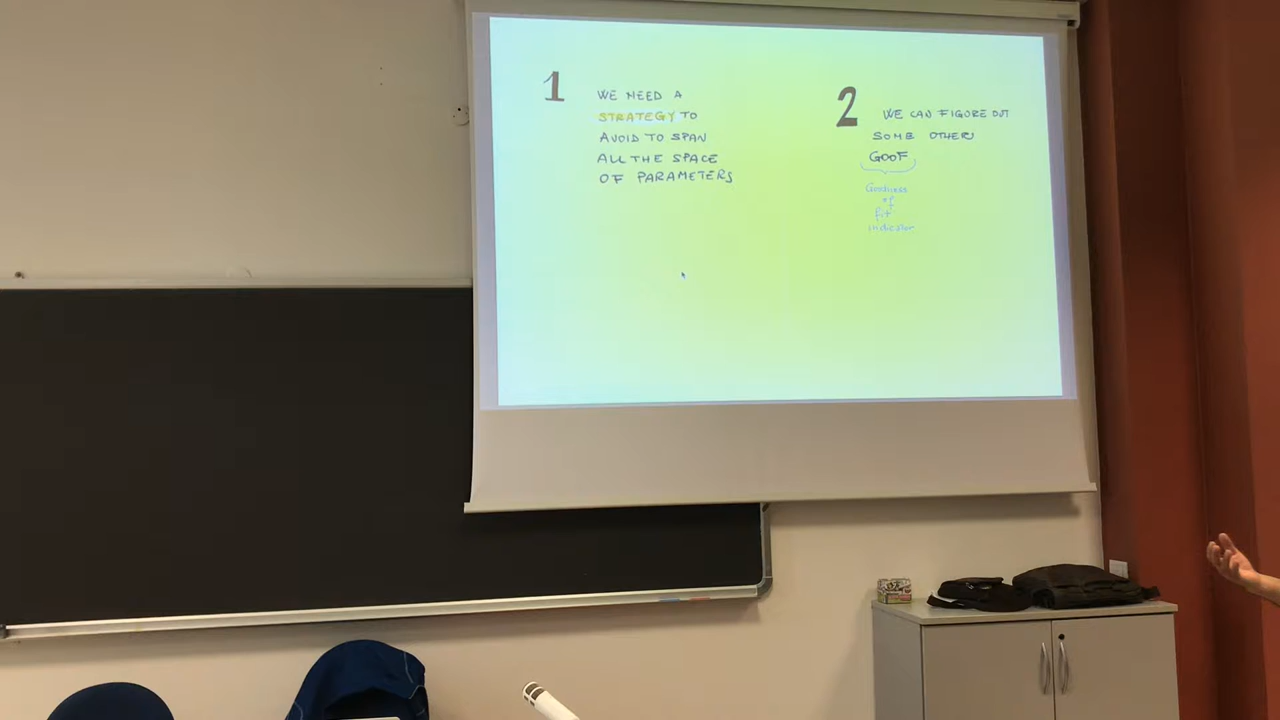 1
WE NEED A
STRATEGY TO
AVOID TO SPAN
ALL THE SPACE
OF PARAMETERS
2
WE CAN FIGURE OUT
SOME OTHER
GOOF
Goodness
of
fit
indicator